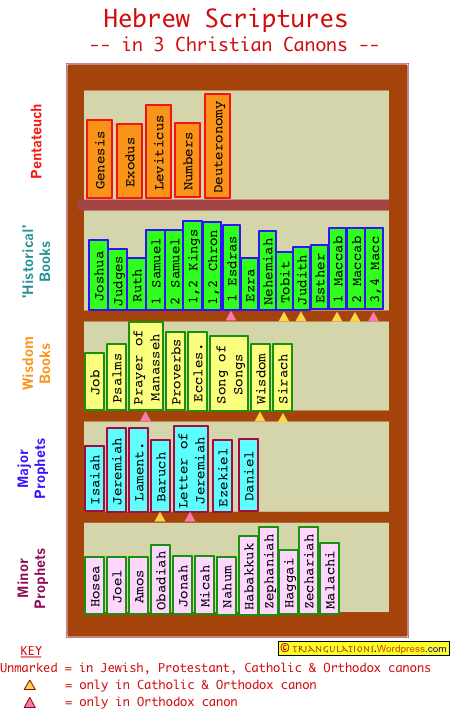 Hebrew Scriptures
-- in 3 Christian Canons --
Pentateuch
Genesis
Exodus
Leviticus
Numbers
Deuteronomy
'Historical'
Books
Joshua
Judges
Ruth
1 Samuel
2 Samuel
1,2 Kings
1,2 Chron
1 Esdras
Ezra
Nehemiah
Tobit
Judith
Esther
1 Maccab
2 Maccab
3,4 Macc
Wisdom
Books
Job
Psalms
Prayer of
Manasseh
Proverbs
Eccles.
Song of
Songs
Wisdom
Sirach
Major
Prophets
Isaiah
Jeremiah
Lament.
Baruch
Letter of
Jeremiah
Ezekiel
Daniel
Minor
Prophets
Hosea
Joel
Amos
Obadiah
Jonah
Micah
Nahum
Habakkuk
Zephaniah
Haggai
Zechariah
Malachi
© TRIANGULATIONS.Wordpress.com
KEY
Unmarked = in Jewish, Protestant, Catholic & Orthodox canons
= only in Catholic & Orthodox canon
= only in Orthodox canon